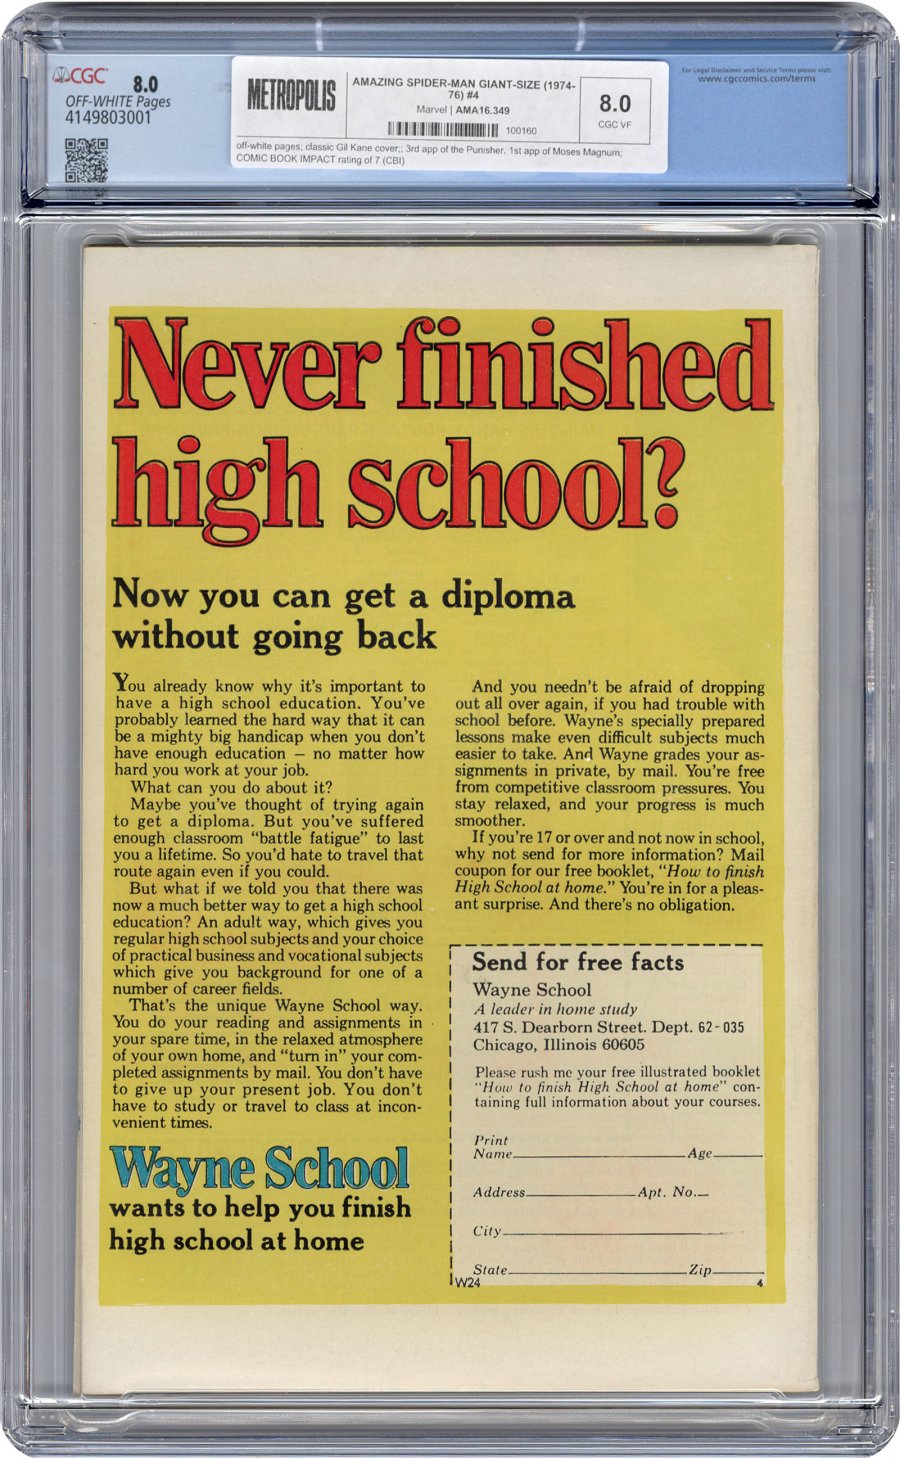 CGC
8.0
OFF-WHITE Pages
4149803001
METROPOLIS
AMAZING SPIDER-MAN GIANT-SIZE (1974-
76) #4
Marvel | AMA16.349
100160
8.0
CGC VF
off-white pages; classic Gil Kane cover;; 3rd app of the Punisher. 1st app of Moses Magnum;
COMIC BOOK IMPACT rating of 7 (CBI)
For Legal Disclaimer and Service Terms please visit:
www.cgccomics.com/terms
Never finished
high school?
Now you can get a diploma
without going back
You already know why it's important to
have a high school education. You've
probably learned the hard way that it can
be a mighty big handicap when you don't
have enough education — no matter how
hard you work at your job.
What can you do about it?
Maybe you've thought of trying again
to get a diploma. But you've suffered
enough classroom "battle fatigue" to last
you a lifetime. So you'd hate to travel that
route again even if you could.
But what if we told you that there was
now a much better way to get a high school
education? An adult way, which gives you
regular high school subjects and your choice
of practical business and vocational subjects
which give you background for one of a
number of career fields.
That's the unique Wayne School way.
You do your reading and assignments in
your spare time, in the relaxed atmosphere
of your own home, and "turn in" your com-
pleted assignments by mail. You don't have
to give up your present job. You don't
have to study or travel to class at incon-
venient times.
Wayne School
wants to help you finish
high school at home
And you needn't be afraid of dropping
out all over again, if you had trouble with
school before. Wayne's specially prepared
lessons make even difficult subjects much
easier to take. And Wayne grades your as-
signments in private, by mail. You're free
from competitive classroom pressures. You
stay relaxed, and your progress is much
smoother.
If you're 17 or over and not now in school,
why not send for more information? Mail
coupon for our free booklet, "How to finish
High School at home." You're in for a pleas-
ant surprise. And there's no obligation.
Send for free facts
Wayne School
A leader in home study
417 S. Dearborn Street. Dept. 62-035
Chicago, Illinois 60605
Please rush me your free illustrated booklet
"How to finish High School at home" con-
taining full information about your courses.
Print
Name Age
Address Apt. No.
City
State Zip
W24 4